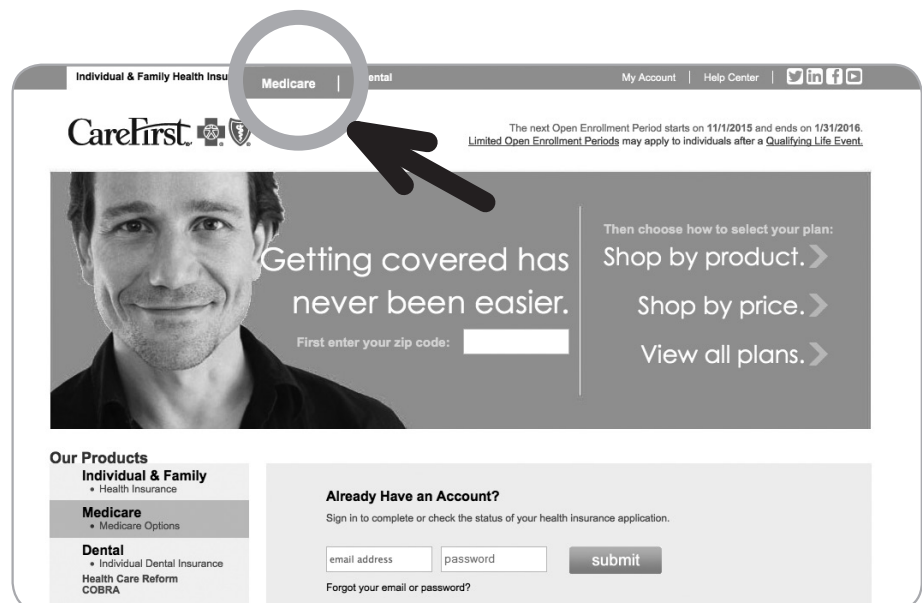 Individual & Family Health Insu
Medicare
ental
My Account | Help Center
CareFirst
The next Open Enrollment Period starts on 11/1/2015 and ends on 1/31/2016.
Limited Open Enrollment Periods may apply to individuals after a Qualifying Life Event.
Getting covered has
never been easier.
First enter your zip code:
Then choose how to select your plan:
Shop by product.
Shop by price.
View all plans.
Our Products
Individual & Family
• Health Insurance
Medicare
• Medicare Options
Dental
• Individual Dental Insurance
Health Care Reform
COBRA
Already Have an Account?
Sign in to complete or check the status of your health insurance application.
email address
password
submit
Forgot your email or password?